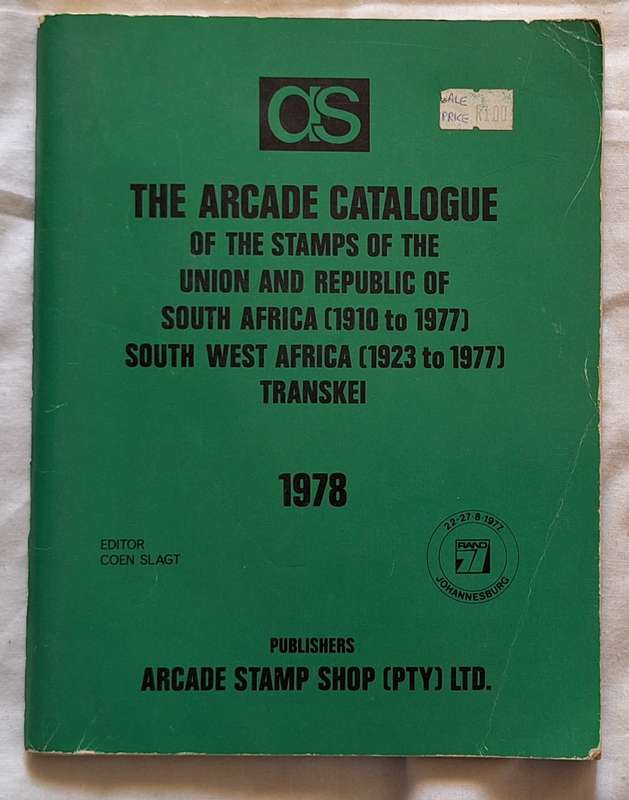 as
SALE
PRICE R1.00
THE ARCADE CATALOGUE
OF THE STAMPS OF THE
UNION AND REPUBLIC OF
SOUTH AFRICA (1910 to 1977)
SOUTH WEST AFRICA (1923 to 1977)
TRANSKEI
1978
EDITOR
COEN SLAGT
22-27·8·1977
RAND
77
JOHANNESBURG
PUBLISHERS
ARCADE STAMP SHOP (PTY) LTD.